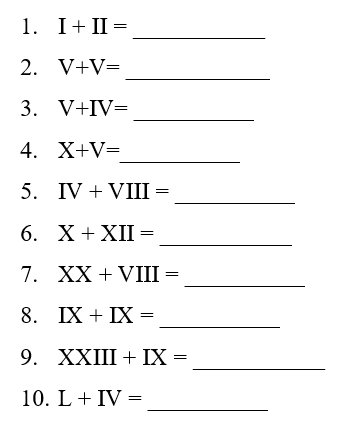 1. I + II = ___________
2. V+V= ____________
3. V+IV= __________
4. X+V=__________
5. IV + VIII = __________
6. X + XII = ___________
7. XX + VIII = __________
8. IX + IX = __________
9. XXIII + IX = ___________
10. L + IV = __________